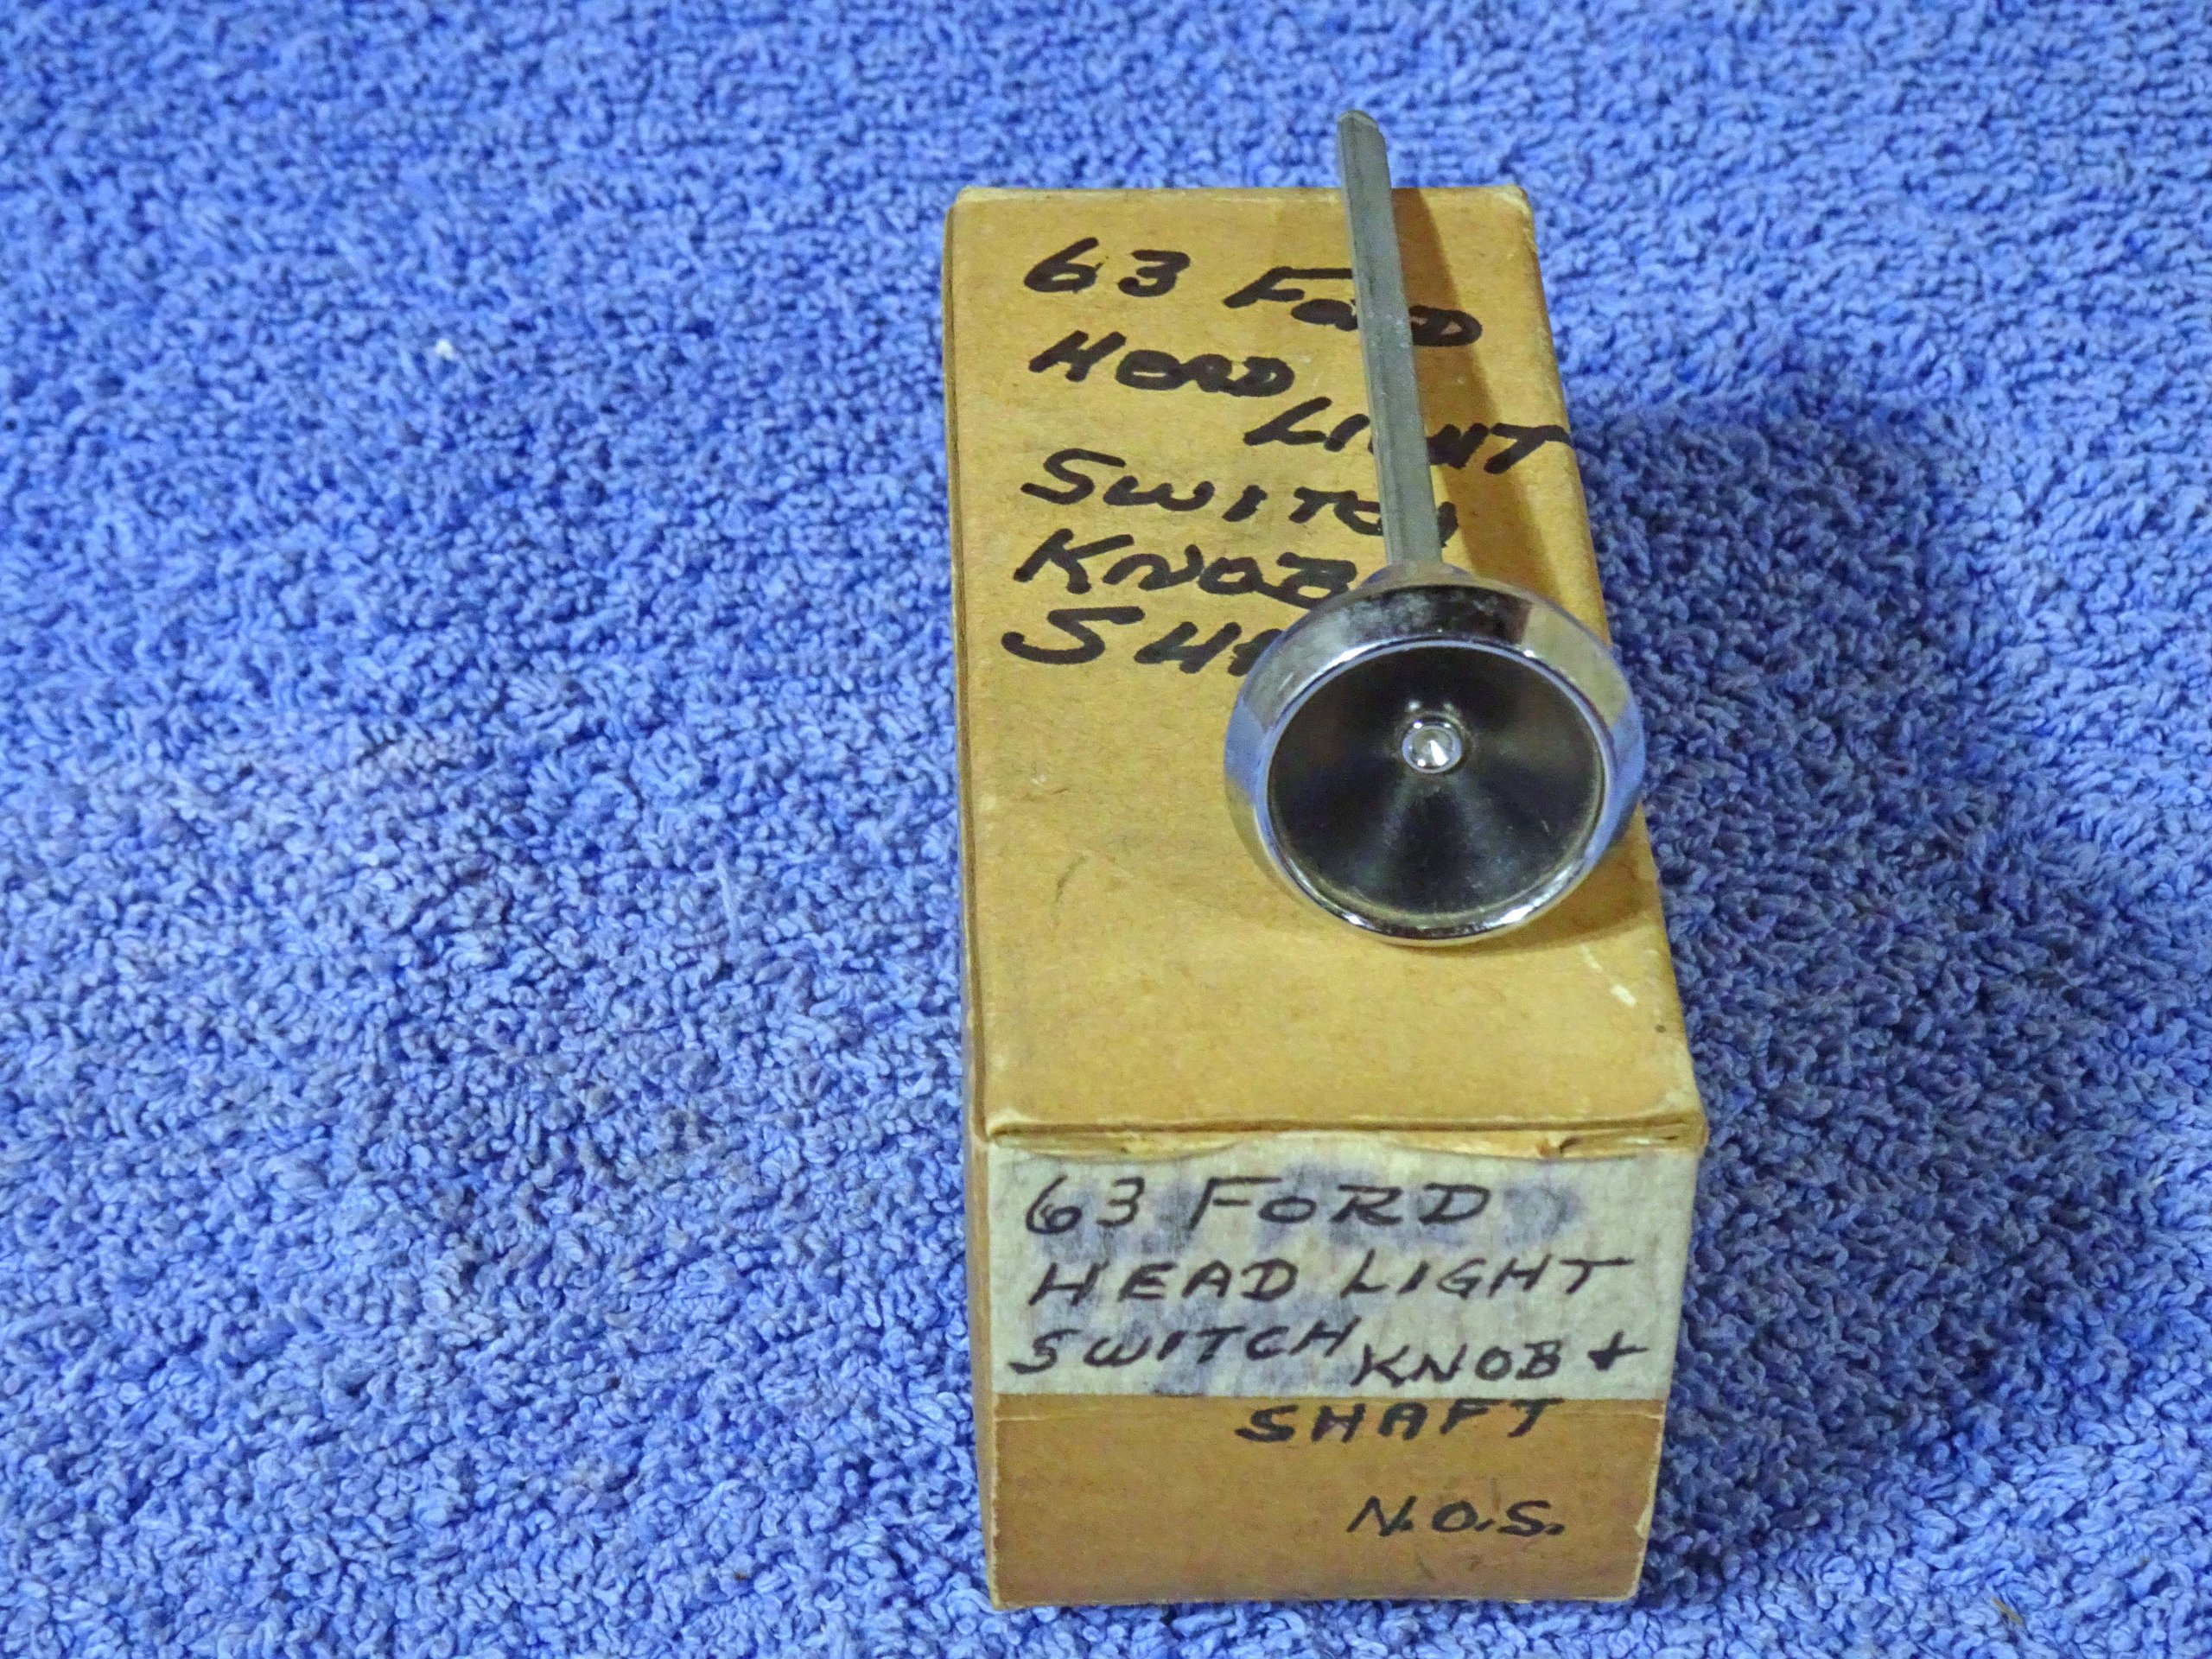 63 FORD
HEAD
LIGHT
SWITCH
KNOB
63 FORD
HEAD LIGHT
SWITCH KNOB +
SHAFT
N.O.S.